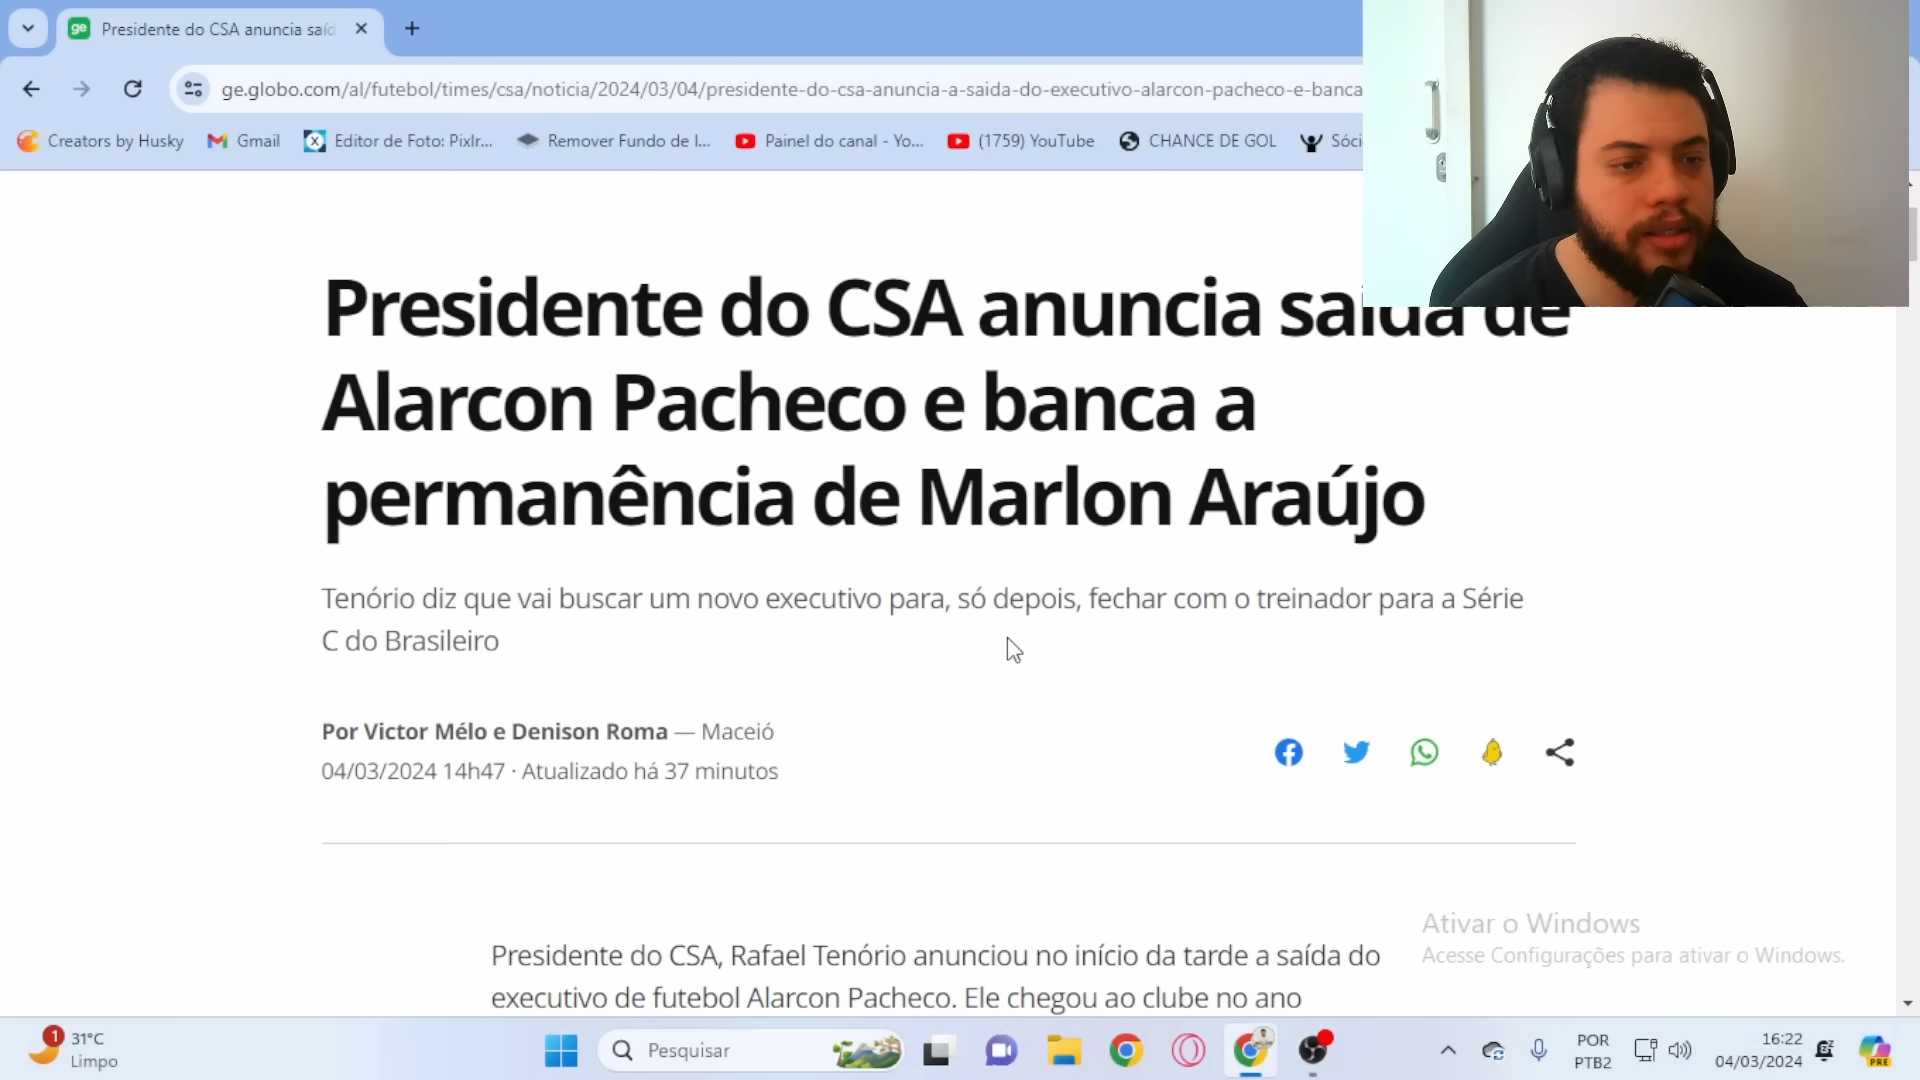 ge Presidente do CSA anuncia saíd
ge.globo.com/al/futebol/times/csa/noticia/2024/03/04/presidente-do-csa-anuncia-a-saida-do-executivo-alarcon-pacheco-e-banca
Creators by Husky Gmail Editor de Foto: Pixlr... Remover Fundo de I... Painel do canal - Yo... (1759) YouTube CHANCE DE GOL Sóci
Presidente do CSA anuncia saída de
Alarcon Pacheco e banca a
permanência de Marlon Araújo
Tenório diz que vai buscar um novo executivo para, só depois, fechar com o treinador para a Série
C do Brasileiro
Por Victor Mélo e Denison Roma — Maceió
04/03/2024 14h47 · Atualizado há 37 minutos
Presidente do CSA, Rafael Tenório anunciou no início da tarde a saída do
executivo de futebol Alarcon Pacheco. Ele chegou ao clube no ano
Ativar o Windows
Acesse Configurações para ativar o Windows.
1
31°C
Limpo
Pesquisar
POR
PTB2
16:22
04/03/2024
PRE